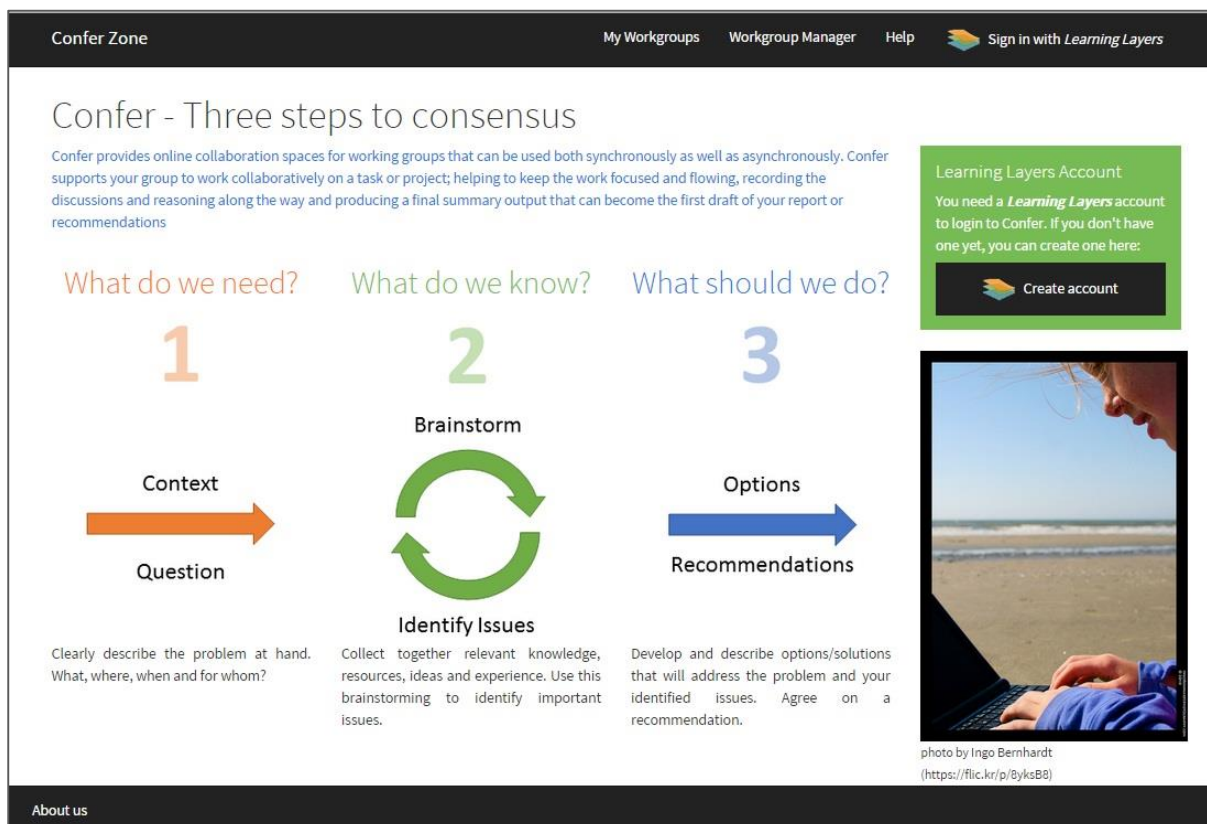 Confer Zone
My Workgroups
Workgroup Manager
Help
Sign in with Learning Layers
Confer - Three steps to consensus
Confer provides online collaboration spaces for working groups that can be used both synchronously as well as asynchronously. Confer
supports your group to work collaboratively on a task or project; helping to keep the work focused and flowing, recording the
discussions and reasoning along the way and producing a final summary output that can become the first draft of your report or
recommendations
What do we need?
1
Context
Question
Clearly describe the problem at hand.
What, where, when and for whom?
What do we know?
2
Brainstorm
Identify Issues
Collect together relevant knowledge,
resources, ideas and experience. Use this
brainstorming to identify important
issues.
What should we do?
3
Options
Recommendations
Develop and describe options/solutions
that will address the problem and your
identified issues. Agree on a
recommendation.
Learning Layers Account
You need a Learning Layers account
to login to Confer. If you don't have
one yet, you can create one here:
Create account
photo by Ingo Bernhardt
(https://flic.kr/p/8yksB8)
About us